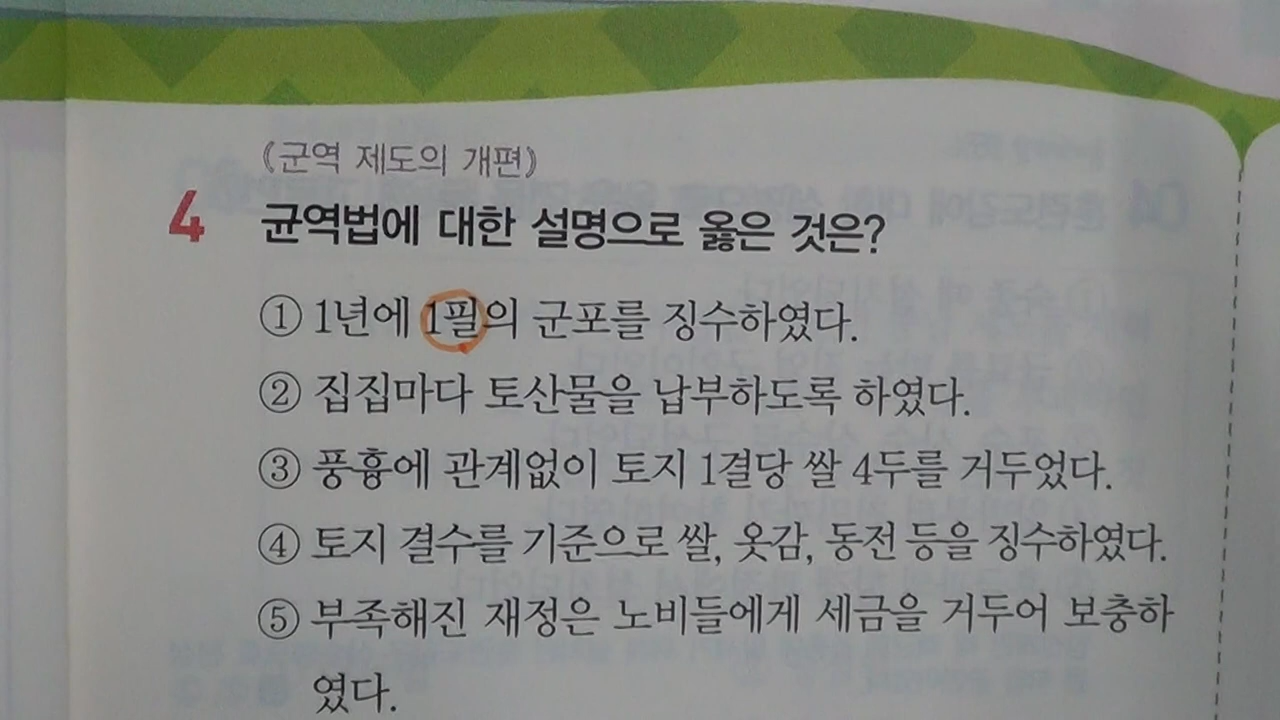 《군역 제도의 개편》
4 균역법에 대한 설명으로 옳은 것은?
① 1년에 1필의 군포를 징수하였다.
② 집집마다 토산물을 납부하도록 하였다.
③ 풍흉에 관계없이 토지 1결당 쌀 4두를 거두었다.
④ 토지 결수를 기준으로 쌀, 옷감, 동전 등을 징수하였다.
⑤ 부족해진 재정은 노비들에게 세금을 거두어 보충하
였다.